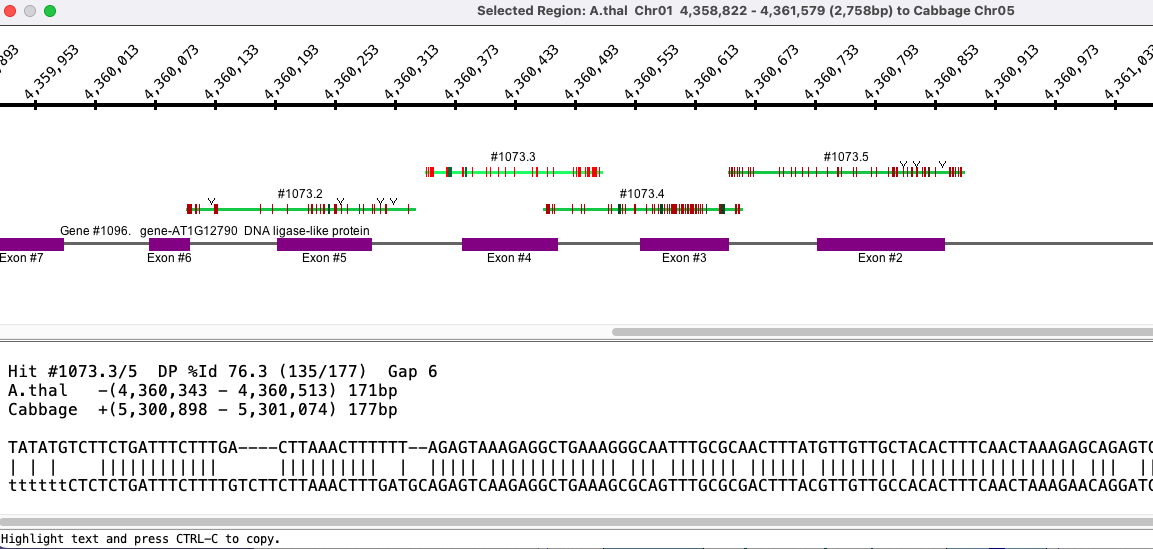 Selected Region: A.thal  Chr01  4,358,822 - 4,361,579 (2,758bp) to Cabbage Chr05
893 4,359,953 4,360,013 4,360,073 4,360,133 4,360,193 4,360,253 4,360,313 4,360,373 4,360,433 4,360,493 4,360,553 4,360,613 4,360,673 4,360,733 4,360,793 4,360,853 4,360,913 4,360,973 4,361,033
#1073.3 #1073.5
#1073.2 #1073.4
Gene #1096.  gene-AT1G12790  DNA ligase-like protein
Exon #7 Exon #6 Exon #5 Exon #4 Exon #3 Exon #2
Hit #1073.3/5  DP %Id 76.3 (135/177)  Gap 6
A.thal   -(4,360,343 - 4,360,513) 171bp
Cabbage  +(5,300,898 - 5,301,074) 177bp
TATATGTCTTCTGATTTCTTTGA----CTTAAACTTTTTT--AGAGTAAAGAGGCTGAAAGGGCAATTTGCGCAACTTTATGTTGTTGCTACACTTTCAACTAAAGAGCAGAGTG
ttttttCTCTCTGATTTCTTTTGTCTTCTTAAACTTTGATGCAGAGTCAAGAGGCTGAAAGCGCAGTTTGCGCGACTTTACGTTGTTGCCACACTTTCAACTAAAGAACAGGATG
Highlight text and press CTRL-C to copy.